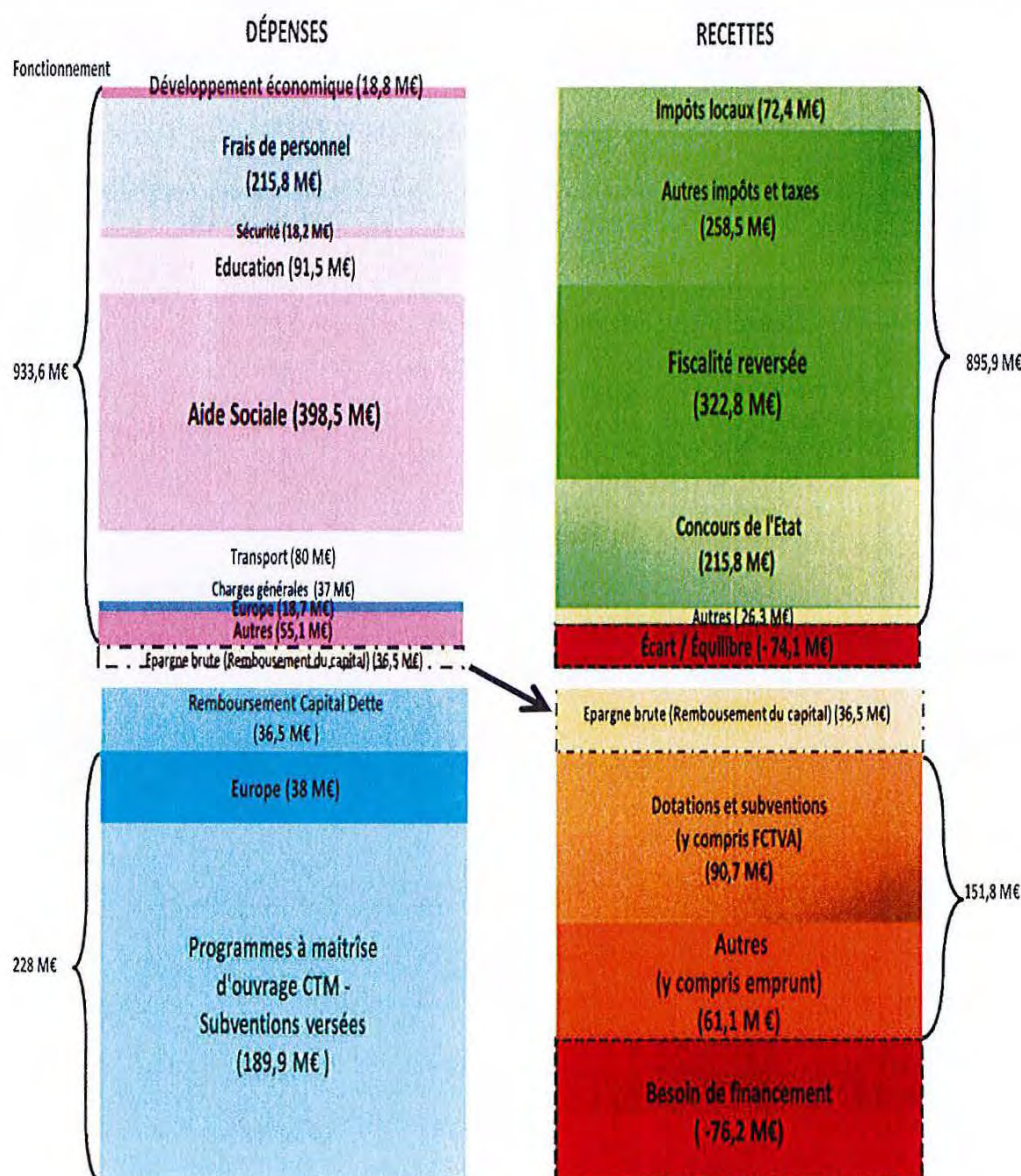 DÉPENSES
Fonctionnement
Développement économique (18,8 M€)
Frais de personnel
(215,8 M€)
Sécurité (18,2 M€)
Education (91,5 M€)
933,6 M€
Aide Sociale (398,5 M€)
Transport (80 M€)
Charges générales (37 M€)
Europe (18,7 M€)
Autres (55,1 M€)
Epargne brute (Rembousement du capital) (36,5 M€)
Remboursement Capital Dette
(36,5 M€ )
Europe (38 M€)
228 M€
Programmes à maitrîse
d'ouvrage CTM -
Subventions versées
(189,9 M€ )
RECETTES
Impôts locaux (72,4 M€)
Autres impôts et taxes
(258,5 M€)
Fiscalité reversée
(322,8 M€)
895,9 M€
Concours de l'Etat
(215,8 M€)
Autres ( 26,3 M€)
Écart / Équilibre (- 74,1 M€)
Epargne brute (Rembousement du capital) (36,5 M€)
Dotations et subventions
(y compris FCTVA)
(90,7 M€)
151,8 M€
Autres
(y compris emprunt)
(61,1 M €)
Besoin de financement
( -76,2 M€)